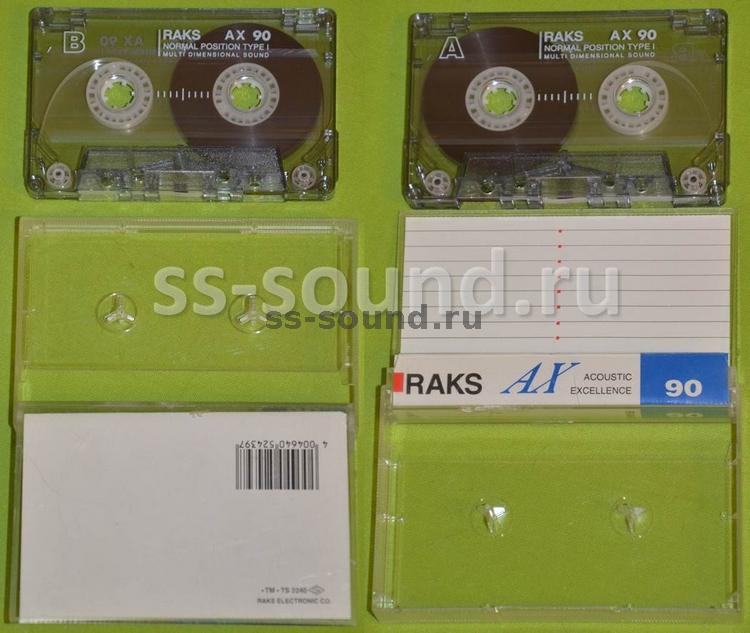 B
RAKS AX 90
NORMAL POSITION TYPE I
MULTI DIMENSIONAL SOUND
AX 90
A
RAKS AX 90
NORMAL POSITION TYPE I
MULTI DIMENSIONAL SOUND
ss-sound.ru
ss-sound.ru
RAKS AX ACOUSTIC EXCELLENCE 90
4 004640 524397
•TM•TS 3240
RAKS ELECTRONIC CO.